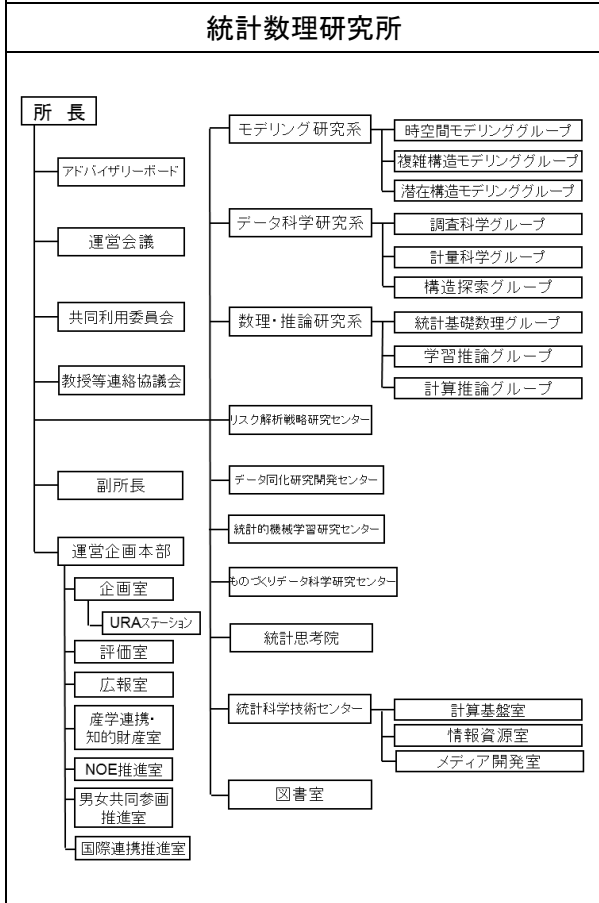 統計数理研究所
所 長
アドバイザリーボード
運営会議
共同利用委員会
教授等連絡協議会
副所長
運営企画本部
企画室
URAステーション
評価室
広報室
産学連携・
知的財産室
NOE推進室
男女共同参画
推進室
国際連携推進室
モデリング研究系
時空間モデリンググループ
複雑構造モデリンググループ
潜在構造モデリンググループ
データ科学研究系
調査科学グループ
計量科学グループ
構造探索グループ
数理・推論研究系
統計基礎数理グループ
学習推論グループ
計算推論グループ
リスク解析戦略研究センター
データ同化研究開発センター
統計的機械学習研究センター
ものづくりデータ科学研究センター
統計思考院
統計科学技術センター
計算基盤室
情報資源室
メディア開発室
図書室